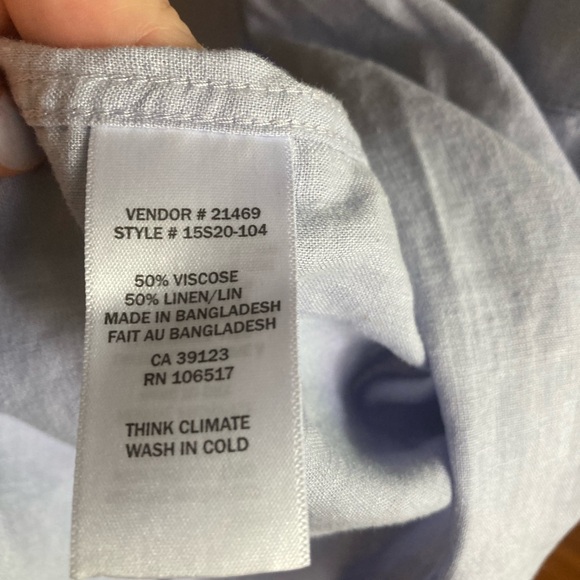 VENDOR # 21469
STYLE # 15S20-104
50% VISCOSE
50% LINEN/LIN
MADE IN BANGLADESH
FAIT AU BANGLADESH
CA 39123
RN 106517
THINK CLIMATE
WASH IN COLD